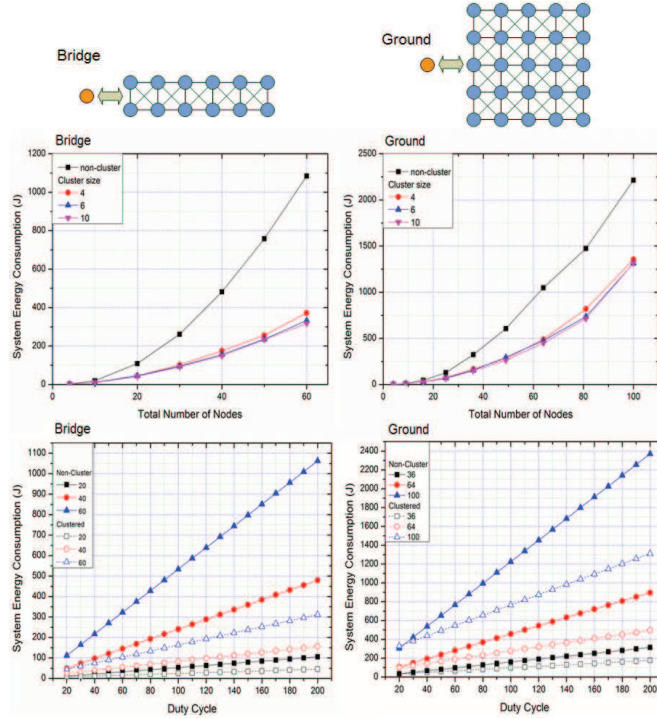 Bridge
Ground
Bridge
Ground
System Energy Consumption (J)
1200
1000
800
600
400
200
0
0 10 20 30 40 50 60
Total Number of Nodes
non-cluster
Cluster size
4
6
10
System Energy Consumption (J)
2500
2000
1500
1000
500
0
0 20 40 60 80 100
Total Number of Nodes
non-cluster
Cluster size
4
6
10
Bridge
Ground
System Energy Consumption (J)
1100
1000
900
800
700
600
500
400
300
200
100
0
20 40 60 80 100 120 140 160 180 200
Duty Cycle
Non-Cluster
20
40
60
Clustered
20
40
60
System Energy Consumption (J)
2400
2200
2000
1800
1600
1400
1200
1000
800
600
400
200
0
20 40 60 80 100 120 140 160 180 200
Duty Cycle
Non-Cluster
36
64
100
Clustered
36
64
100